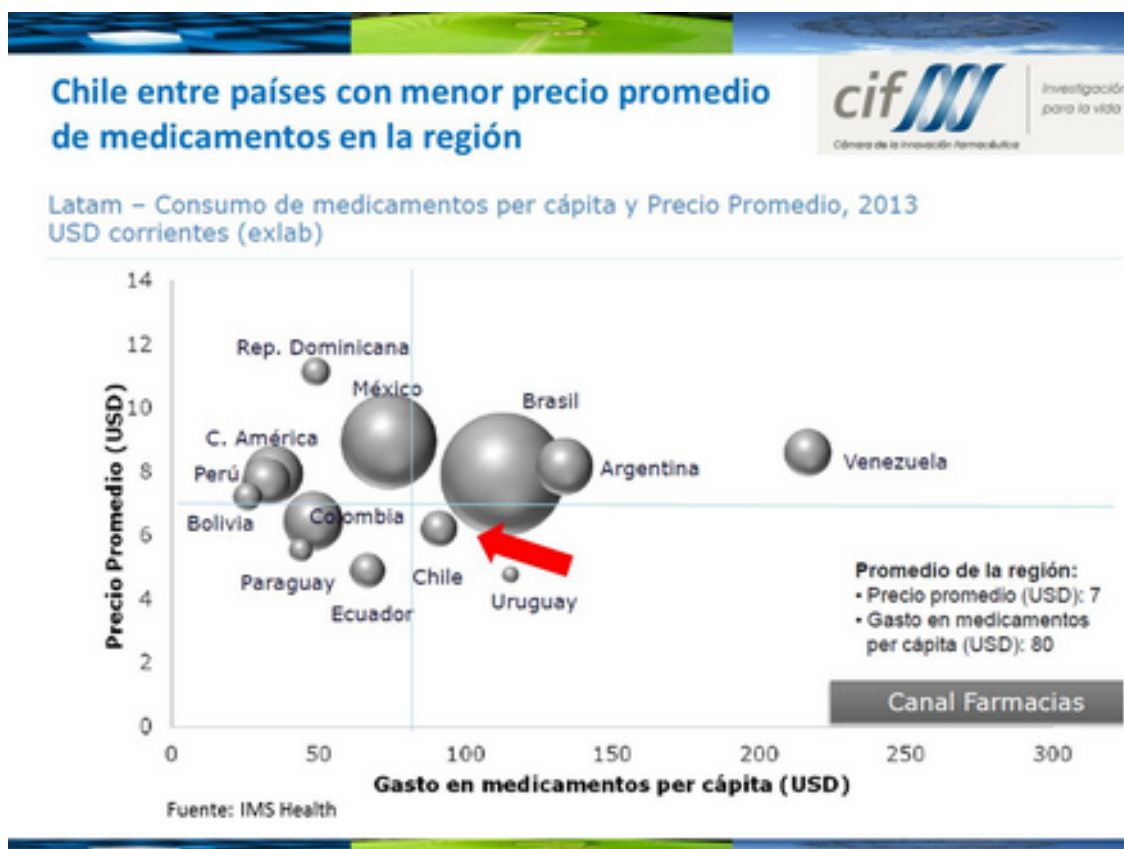 Chile entre países con menor precio promedio
de medicamentos en la región
cif
Investigación
para la vida
Cámara de la Innovación Farmacéutica
Latam – Consumo de medicamentos per cápita y Precio Promedio, 2013
USD corrientes (exlab)
14
12
10
8
6
4
2
0
Precio Promedio (USD)
Rep. Dominicana
México
Brasil
C. América
Perú
Argentina
Venezuela
Bolivia
Colombia
Paraguay
Chile
Uruguay
Ecuador
Promedio de la región:
▪ Precio promedio (USD): 7
▪ Gasto en medicamentos
per cápita (USD): 80
Canal Farmacias
0 50 100 150 200 250 300
Gasto en medicamentos per cápita (USD)
Fuente: IMS Health